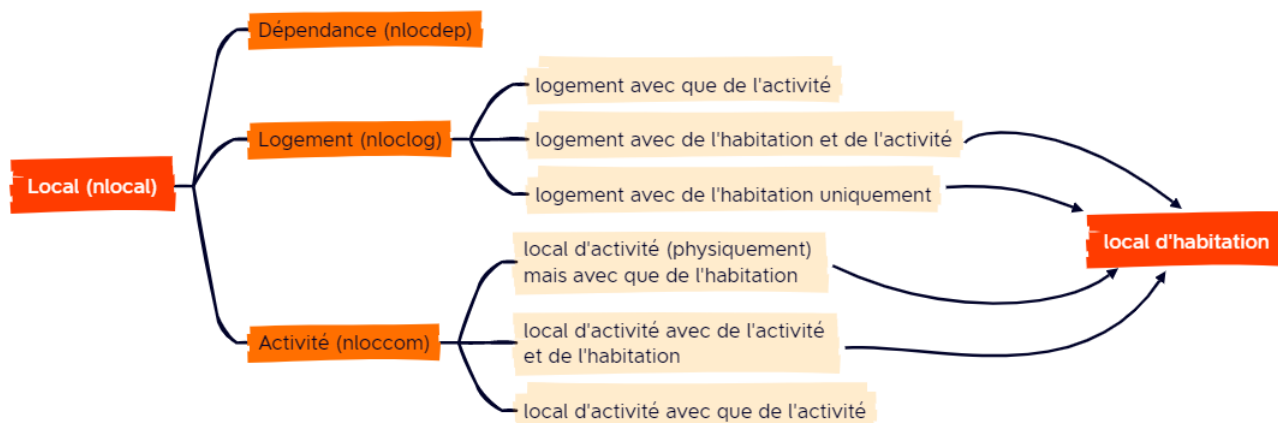 Dépendance (nlocdep)
logement avec que de l'activité
Logement (nloclog)
logement avec de l'habitation et de l'activité
Local (nlocal)
logement avec de l'habitation uniquement
local d'habitation
local d'activité (physiquement)
mais avec que de l'habitation
Activité (nloccom)
local d'activité avec de l'activité
et de l'habitation
local d'activité avec que de l'activité